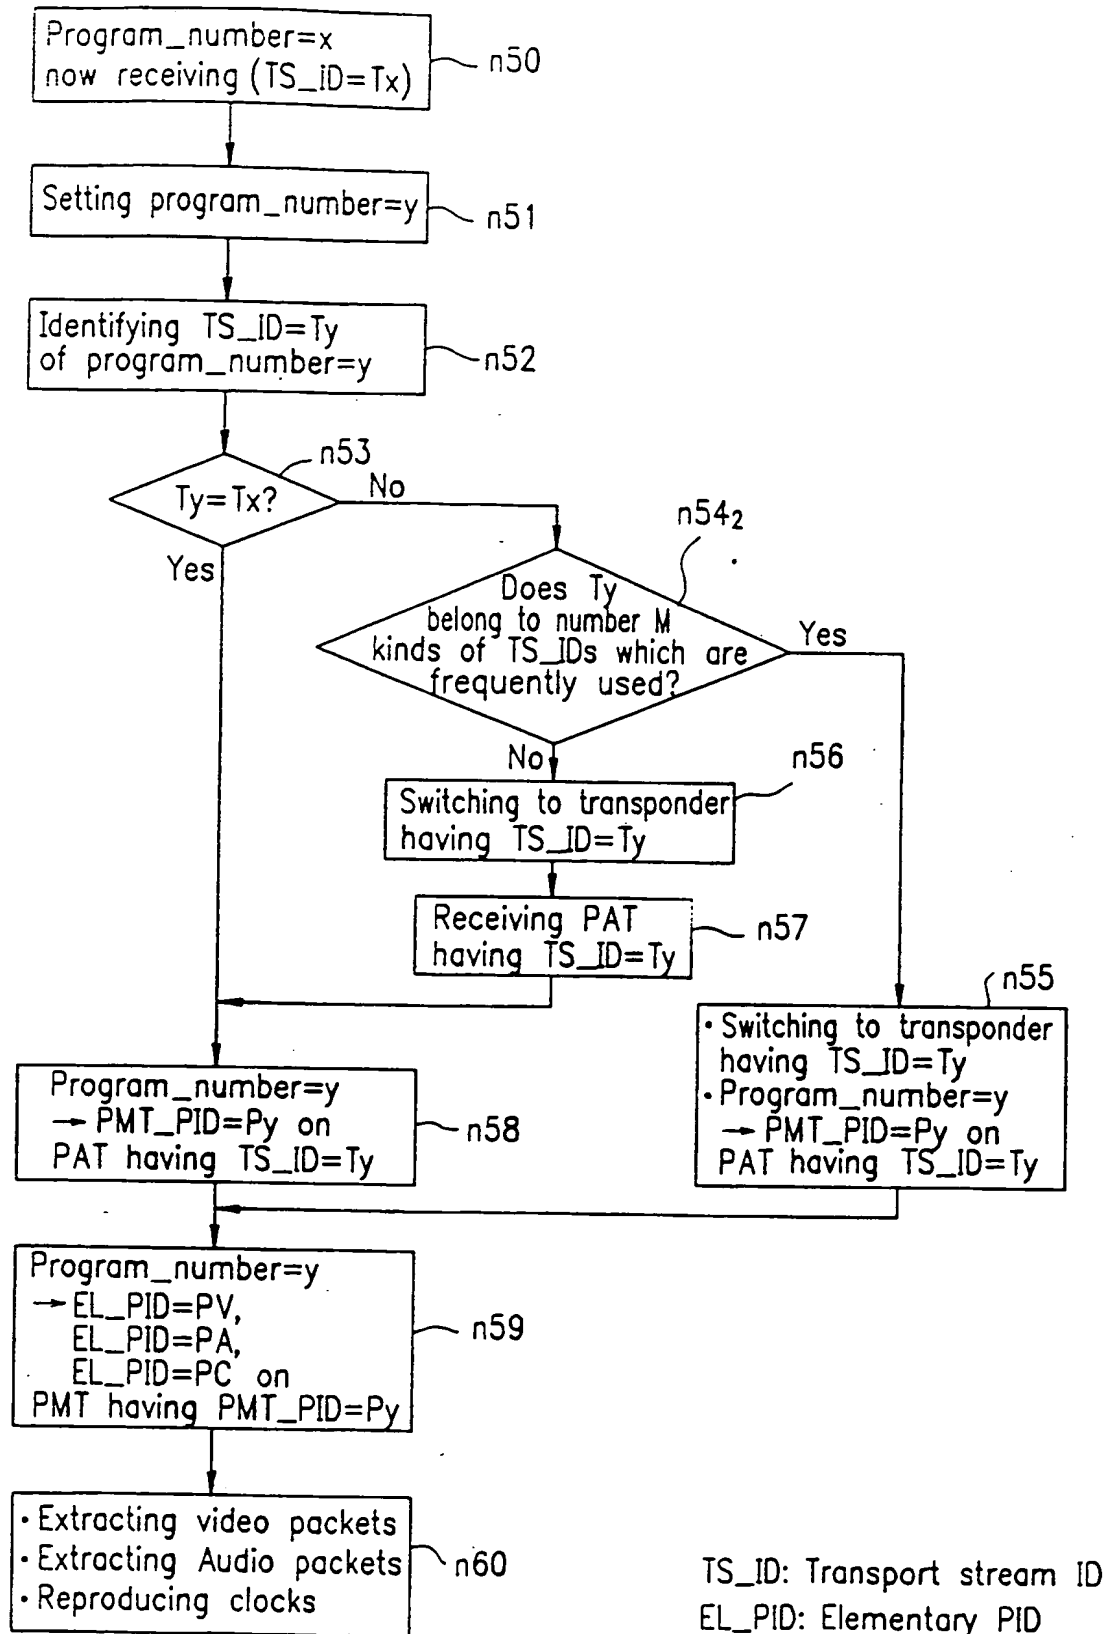 Program_number=x
now receiving (TS_ID=Tx)
n50
Setting program_number=y
n51
Identifying TS_ID=Ty
of program_number=y
n52
n53
Ty=Tx?
No
Yes
n54₂
Does Ty
belong to number M
kinds of TS_IDs which are
frequently used?
Yes
No
n56
Switching to transponder
having TS_ID=Ty
Receiving PAT
having TS_ID=Ty
n57
n55
· Switching to transponder
having TS_ID=Ty
· Program_number=y
→ PMT_PID=Py on
PAT having TS_ID=Ty
Program_number=y
→ PMT_PID=Py on
PAT having TS_ID=Ty
n58
Program_number=y
→ EL_PID=PV,
EL_PID=PA,
EL_PID=PC on
PMT having PMT_PID=Py
n59
· Extracting video packets
· Extracting Audio packets
· Reproducing clocks
n60
TS_ID: Transport stream ID
EL_PID: Elementary PID